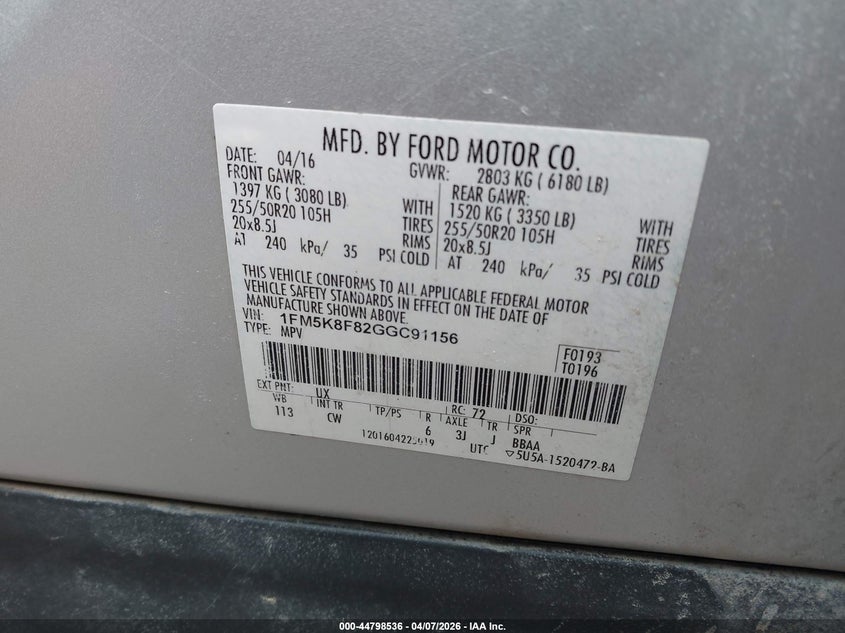 MFD. BY FORD MOTOR CO.
DATE: 04/16 GVWR: 2803 KG ( 6180 LB)
FRONT GAWR: REAR GAWR:
1397 KG ( 3080 LB) WITH 1520 KG ( 3350 LB) WITH
255/50R20 105H TIRES 255/50R20 105H TIRES
20x8.5J RIMS 20x8.5J RIMS
AT 240 kPa/ 35 PSI COLD AT 240 kPa/ 35 PSI COLD
THIS VEHICLE CONFORMS TO ALL APPLICABLE FEDERAL MOTOR
VEHICLE SAFETY STANDARDS IN EFFECT ON THE DATE OF
MANUFACTURE SHOWN ABOVE.
VIN: 1FM5K8F82GGC91156
TYPE: MPV
F0193
T0196
EXT PNT: UX RC: 72 DSO:
WB INT TR TP/PS R AXLE TR SPR
113 CW 6 3J J BBAA
UTC ▽5U5A-1520472-BA
000-44798536 - 04/07/2026 - IAA Inc.